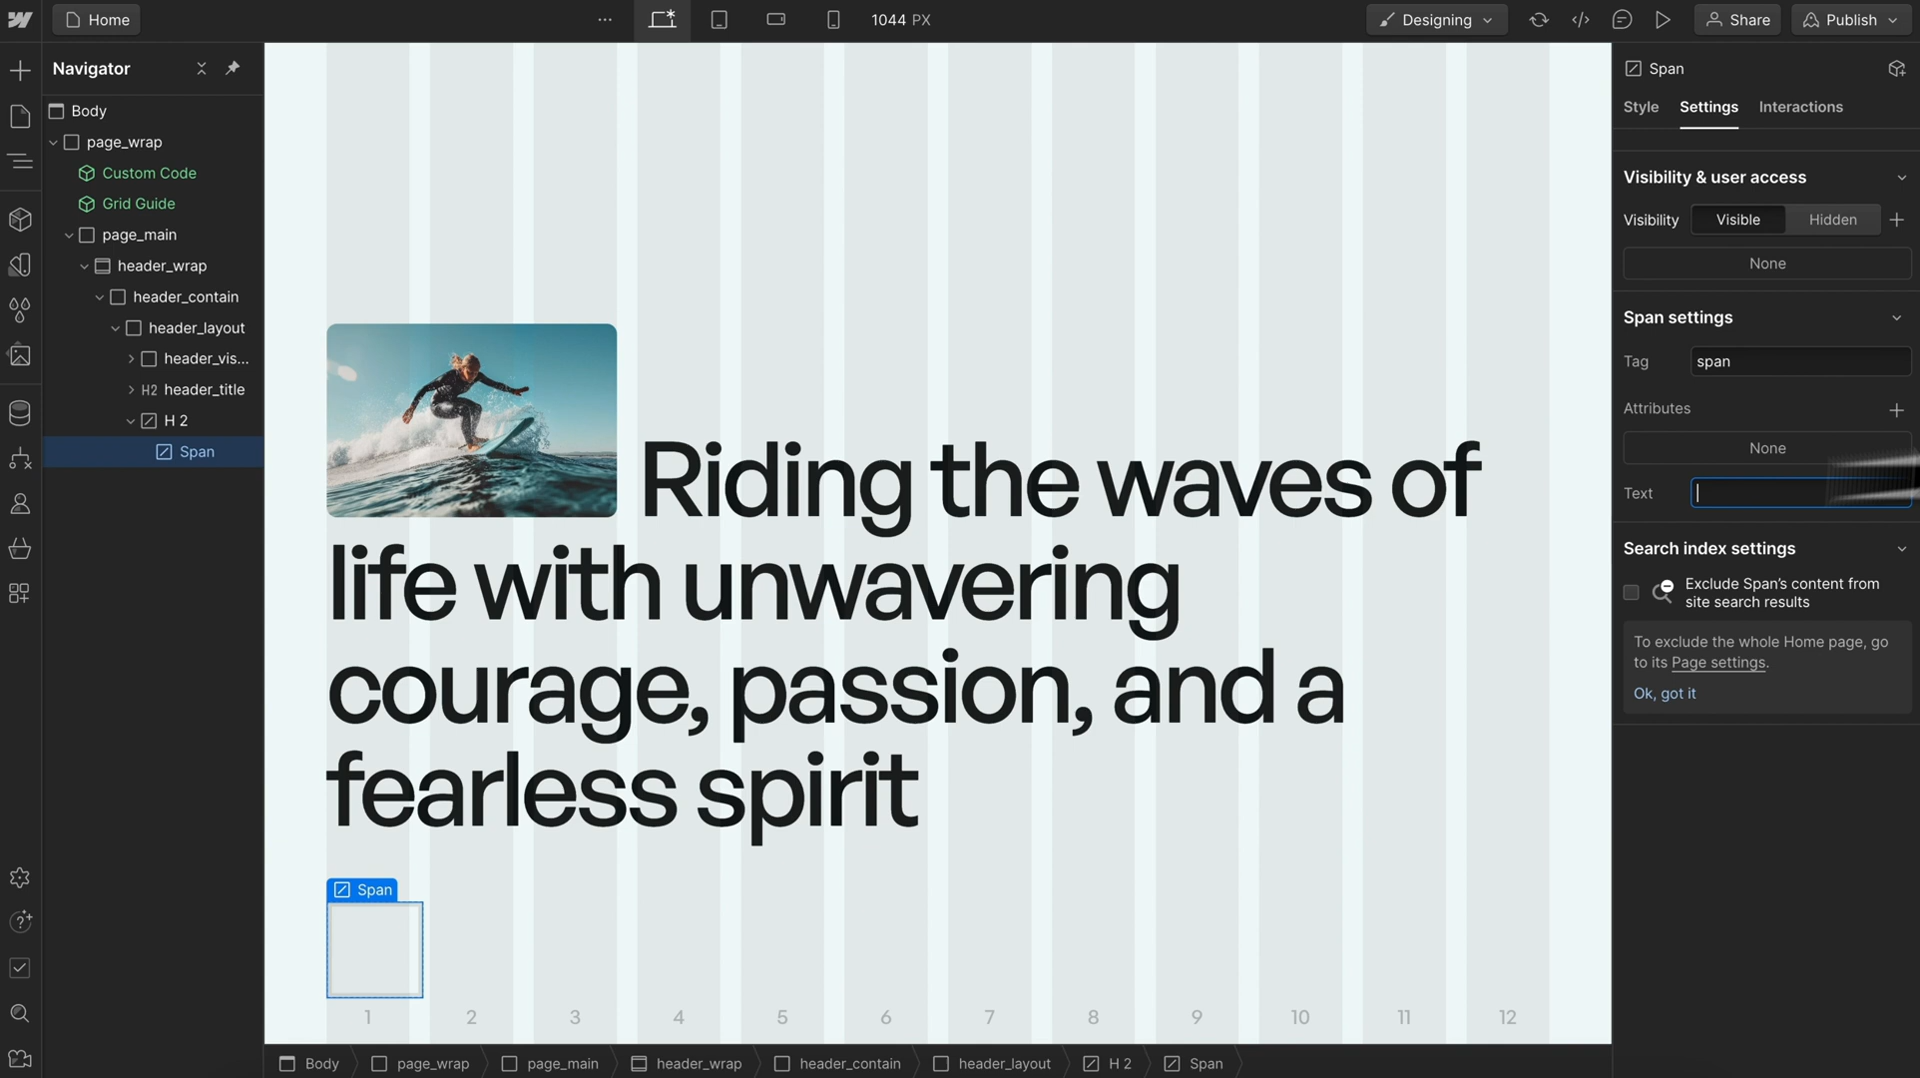 Home
1044 PX
Designing
Share
Publish
Navigator
Body
page_wrap
Custom Code
Grid Guide
page_main
header_wrap
header_contain
header_layout
header_vis...
H2 header_title
H 2
Span
Riding the waves of
life with unwavering
courage, passion, and a
fearless spirit
Span
1 2 3 4 5 6 7 8 9 10 11 12
Body page_wrap page_main header_wrap header_contain header_layout H 2 Span
Span
Style Settings Interactions
Visibility & user access
Visibility Visible Hidden
None
Span settings
Tag span
Attributes
None
Text
Search index settings
Exclude Span's content from
site search results
To exclude the whole Home page, go
to its Page settings.
Ok, got it